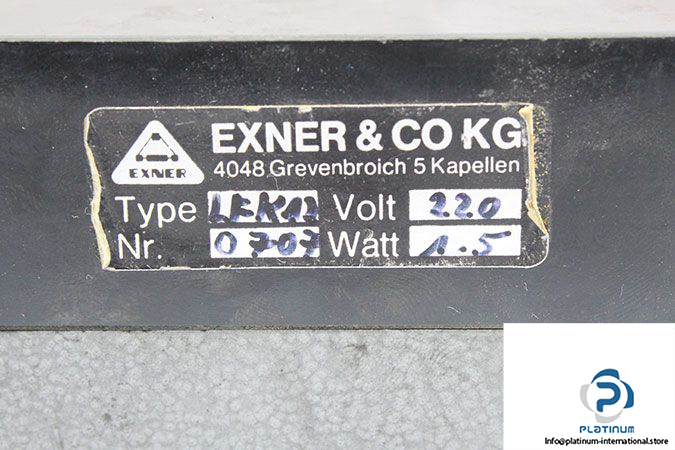 EXNER & CO KG
EXNER
4048 Grevenbroich 5 Kapellen
Type Volt 220
Nr. 0707 Watt 1.5
PLATINUM
Info@platinum-international.store